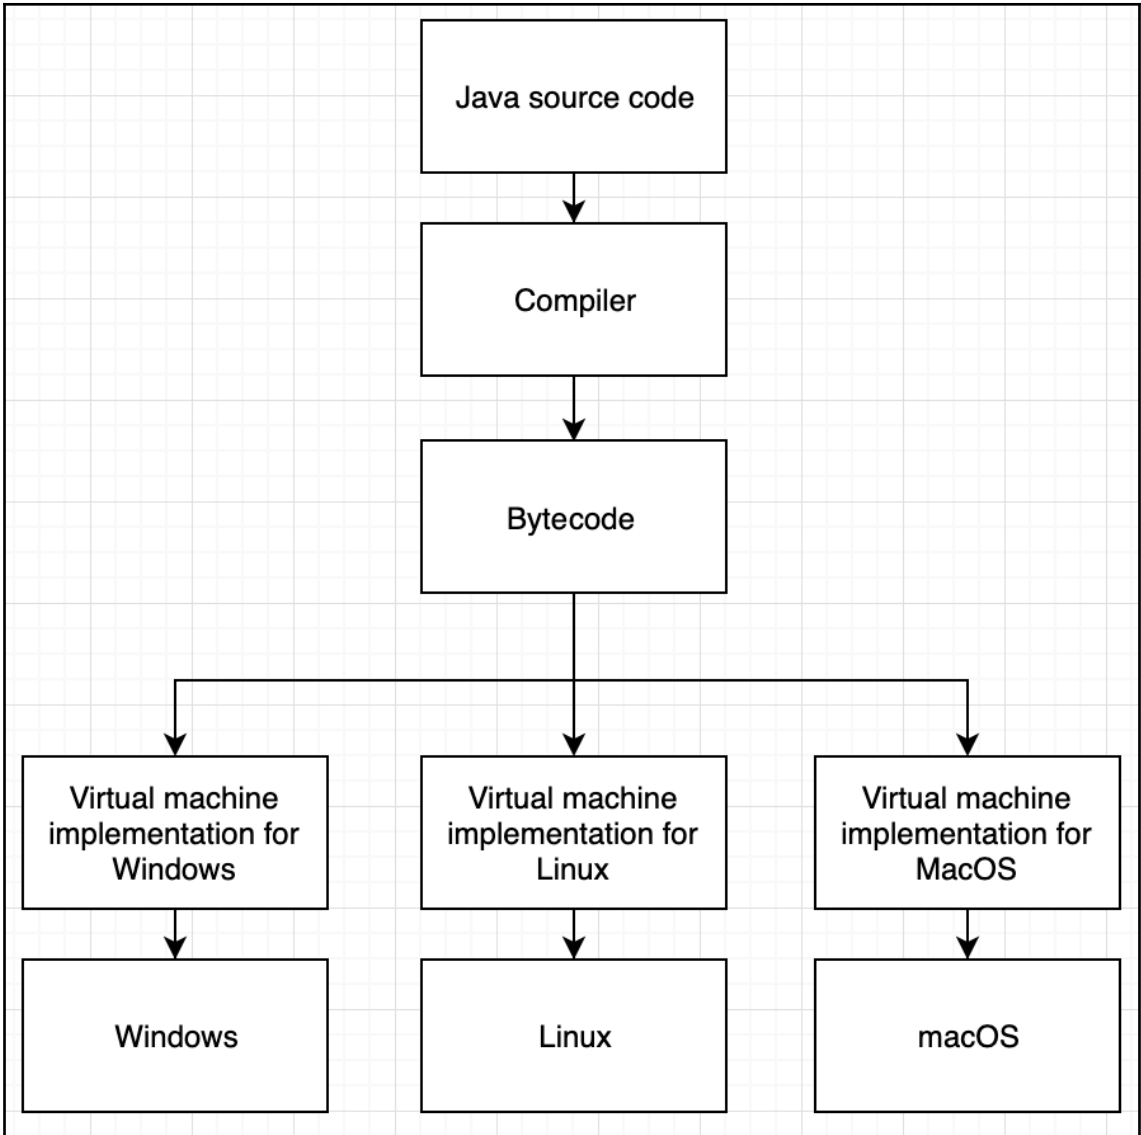 Java source code
Compiler
Bytecode
Virtual machine
implementation for
Windows
Virtual machine
implementation for
Linux
Virtual machine
implementation for
MacOS
Windows
Linux
macOS